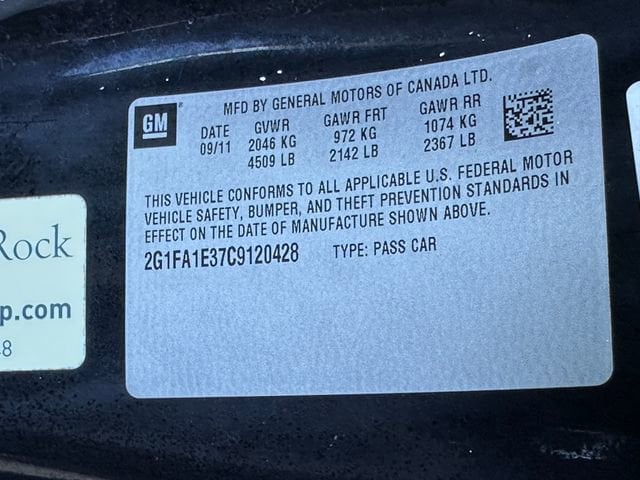 MFD BY GENERAL MOTORS OF CANADA LTD.
GM
DATE GVWR GAWR FRT GAWR RR
09/11 2046 KG 972 KG 1074 KG
4509 LB 2142 LB 2367 LB
THIS VEHICLE CONFORMS TO ALL APPLICABLE U.S. FEDERAL MOTOR
VEHICLE SAFETY, BUMPER, AND THEFT PREVENTION STANDARDS IN
EFFECT ON THE DATE OF MANUFACTURE SHOWN ABOVE.
2G1FA1E37C9120428 TYPE: PASS CAR
Rock
p.com
8